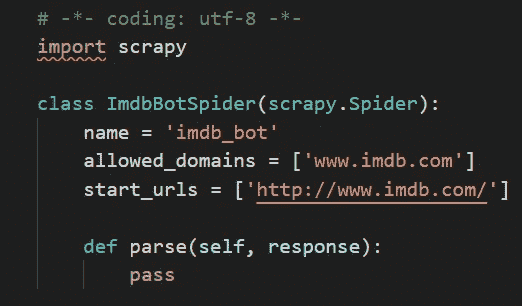 # -*- coding: utf-8 -*-
import scrapy
class ImdbBotSpider(scrapy.Spider):
name = 'imdb_bot'
allowed_domains = ['www.imdb.com']
start_urls = ['http://www.imdb.com/']
def parse(self, response):
pass